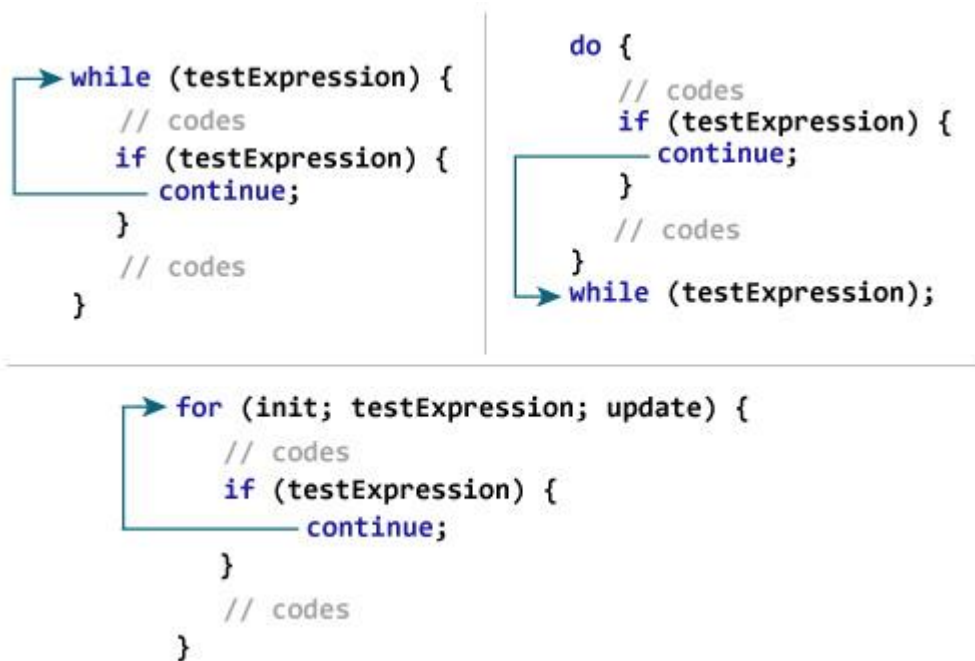 while (testExpression) {
// codes
if (testExpression) {
continue;
}
// codes
}
do {
// codes
if (testExpression) {
continue;
}
// codes
}
while (testExpression);
for (init; testExpression; update) {
// codes
if (testExpression) {
continue;
}
// codes
}